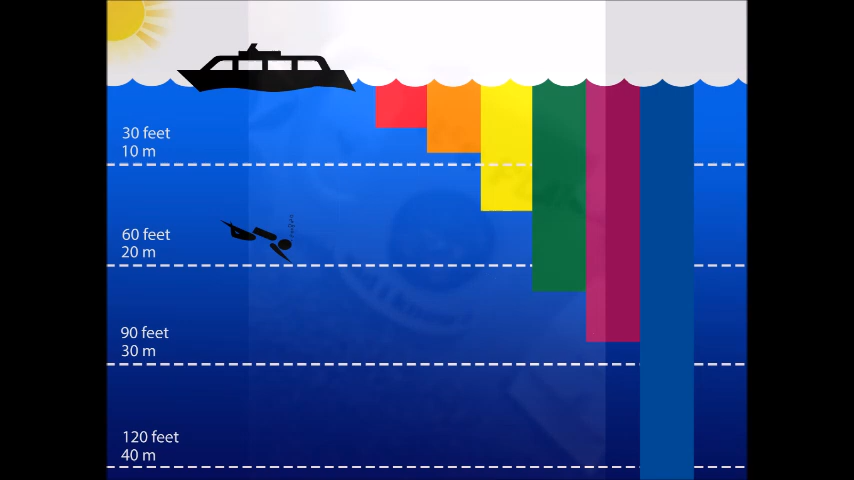 30 feet
10 m
60 feet
20 m
90 feet
30 m
120 feet
40 m